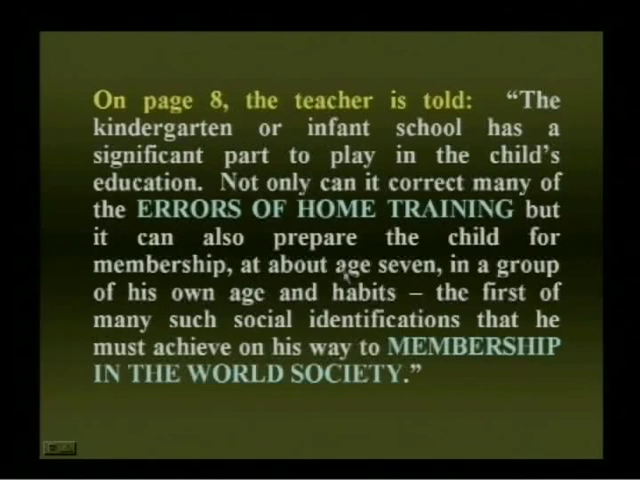 On page 8, the teacher is told: “The
kindergarten or infant school has a
significant part to play in the child’s
education. Not only can it correct many of
the ERRORS OF HOME TRAINING but
it can also prepare the child for
membership, at about age seven, in a group
of his own age and habits – the first of
many such social identifications that he
must achieve on his way to MEMBERSHIP
IN THE WORLD SOCIETY.”